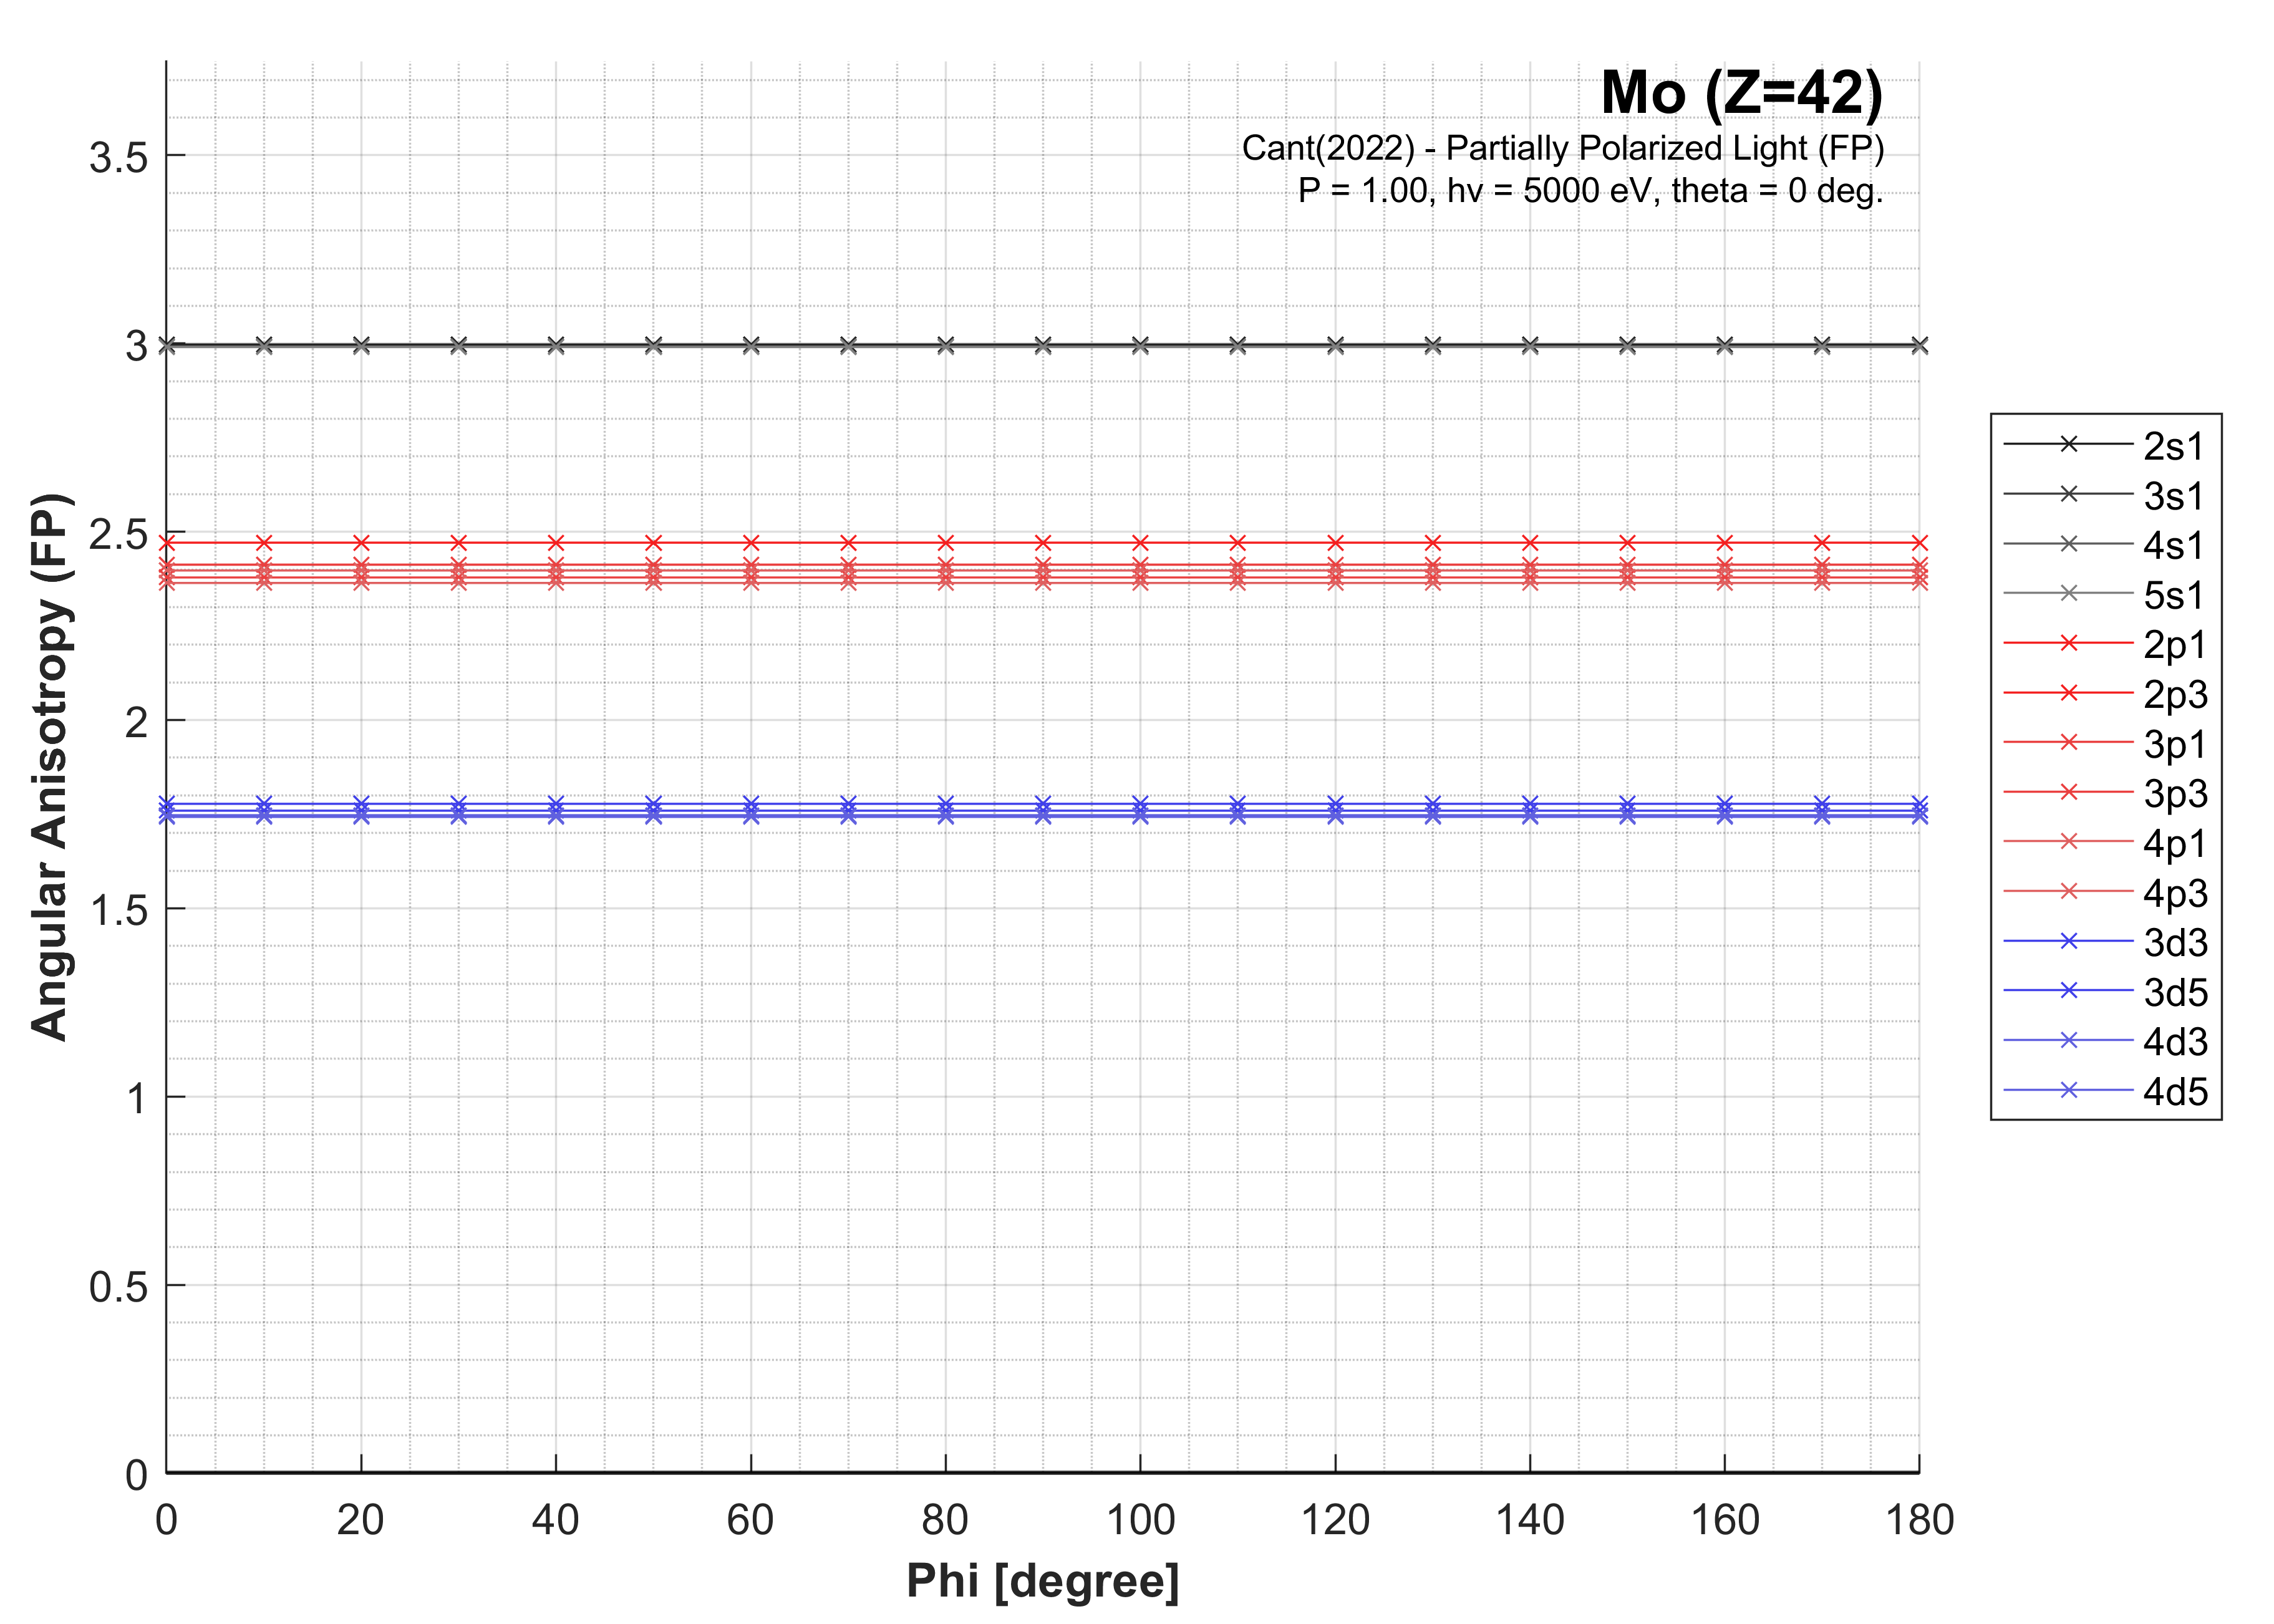 Mo (Z=42)
Cant(2022) - Partially Polarized Light (FP)
P = 1.00, hv = 5000 eV, theta = 0 deg.
Angular Anisotropy (FP)
3.5
3
2.5
2
1.5
1
0.5
0
0 20 40 60 80 100 120 140 160 180
Phi [degree]
2s1
3s1
4s1
5s1
2p1
2p3
3p1
3p3
4p1
4p3
3d3
3d5
4d3
4d5